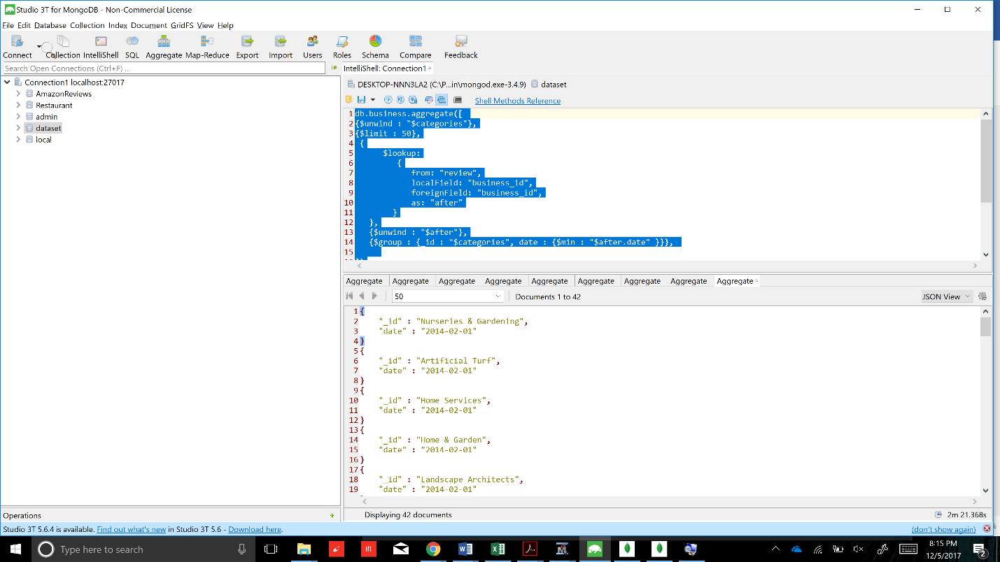 Studio 3T for MongoDB - Non-Commercial License
File Edit Database Collection Index Document GridFS View Help
Connect Collection IntelliShell SQL Aggregate Map-Reduce Export Import Users Roles Schema Compare Feedback
Search Open Connections (Ctrl+F) ...
IntelliShell: Connection1
Connection1 localhost:27017
AmazonReviews
Restaurant
admin
dataset
local
DESKTOP-NNN3LA2 (C:\P...in\mongod.exe-3.4.9) dataset
Shell Methods Reference
1 db.business.aggregate([
2 {$unwind : "$categories"},
3 {$limit : 50},
4 {
5 $lookup:
6 {
7 from: "review",
8 localField: "business_id",
9 foreignField: "business_id",
10 as: "after"
11 }
12 },
13 {$unwind : "$after"},
14 {$group : {_id : "$categories", date : {$min : "$after.date" }}},
15
Aggregate Aggregate Aggregate Aggregate Aggregate Aggregate Aggregate Aggregate Aggregate
50 Documents 1 to 42 JSON View
1 {
2 "_id" : "Nurseries & Gardening",
3 "date" : "2014-02-01"
4 }
5 {
6 "_id" : "Artificial Turf",
7 "date" : "2014-02-01"
8 }
9 {
10 "_id" : "Home Services",
11 "date" : "2014-02-01"
12 }
13 {
14 "_id" : "Home & Garden",
15 "date" : "2014-02-01"
16 }
17 {
18 "_id" : "Landscape Architects",
19 "date" : "2014-02-01"
Operations
Displaying 42 documents 2m 21.368s
Studio 3T 5.6.4 is available. Find out what's new in Studio 3T 5.6 - Download here. (don't show again)
Type here to search
8:15 PM
12/5/2017
2